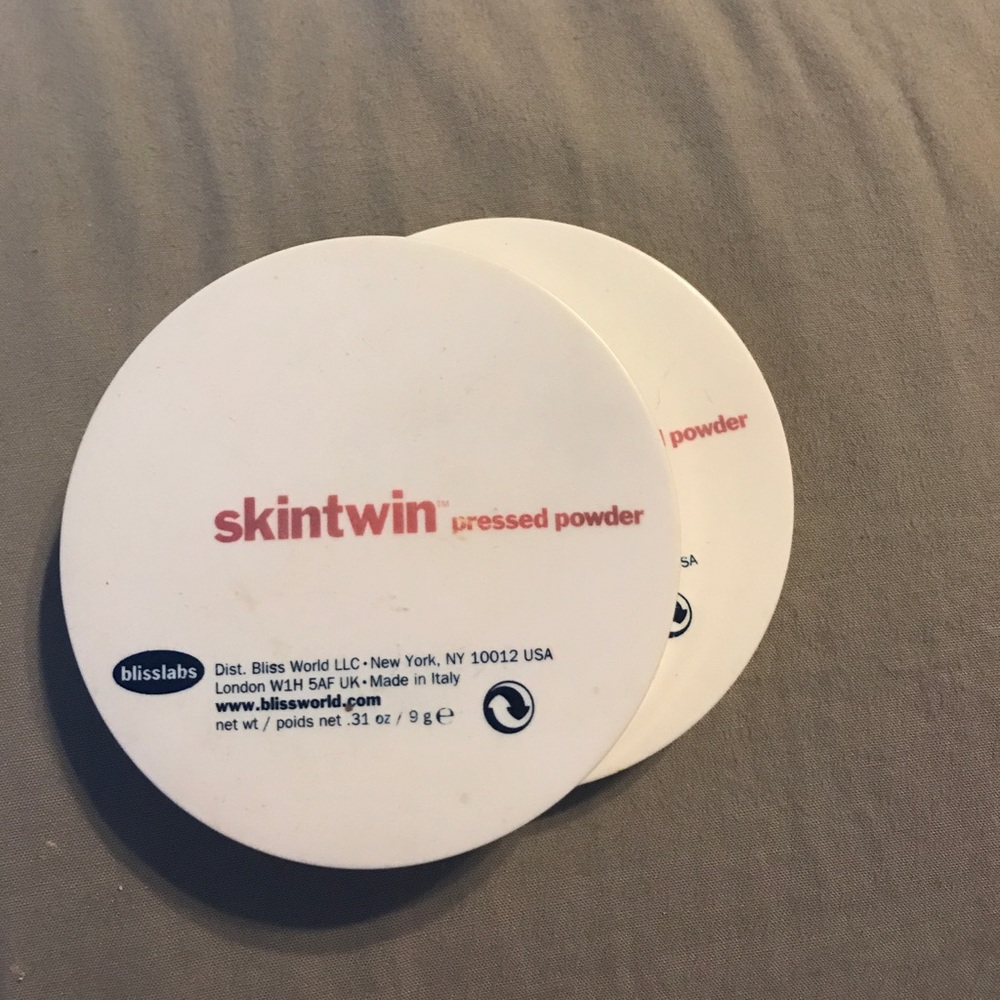 skintwin™ pressed powder
blisslabs
Dist. Bliss World LLC • New York, NY 10012 USA
London W1H 5AF UK • Made in Italy
www.blissworld.com
net wt / poids net .31 oz / 9 g ℮
powder
SA